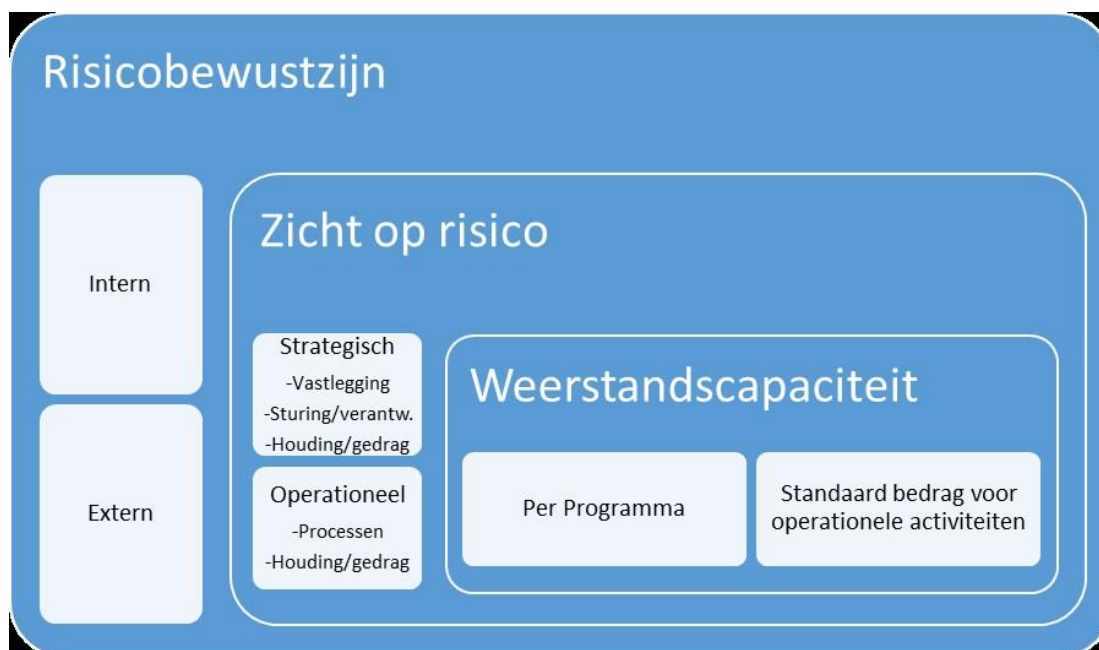 Risicobewustzijn
Intern
Extern
Zicht op risico
Strategisch
-Vastlegging
-Sturing/verantw.
-Houding/gedrag
Operationeel
-Processen
-Houding/gedrag
Weerstandscapaciteit
Per Programma
Standaard bedrag voor
operationele activiteiten